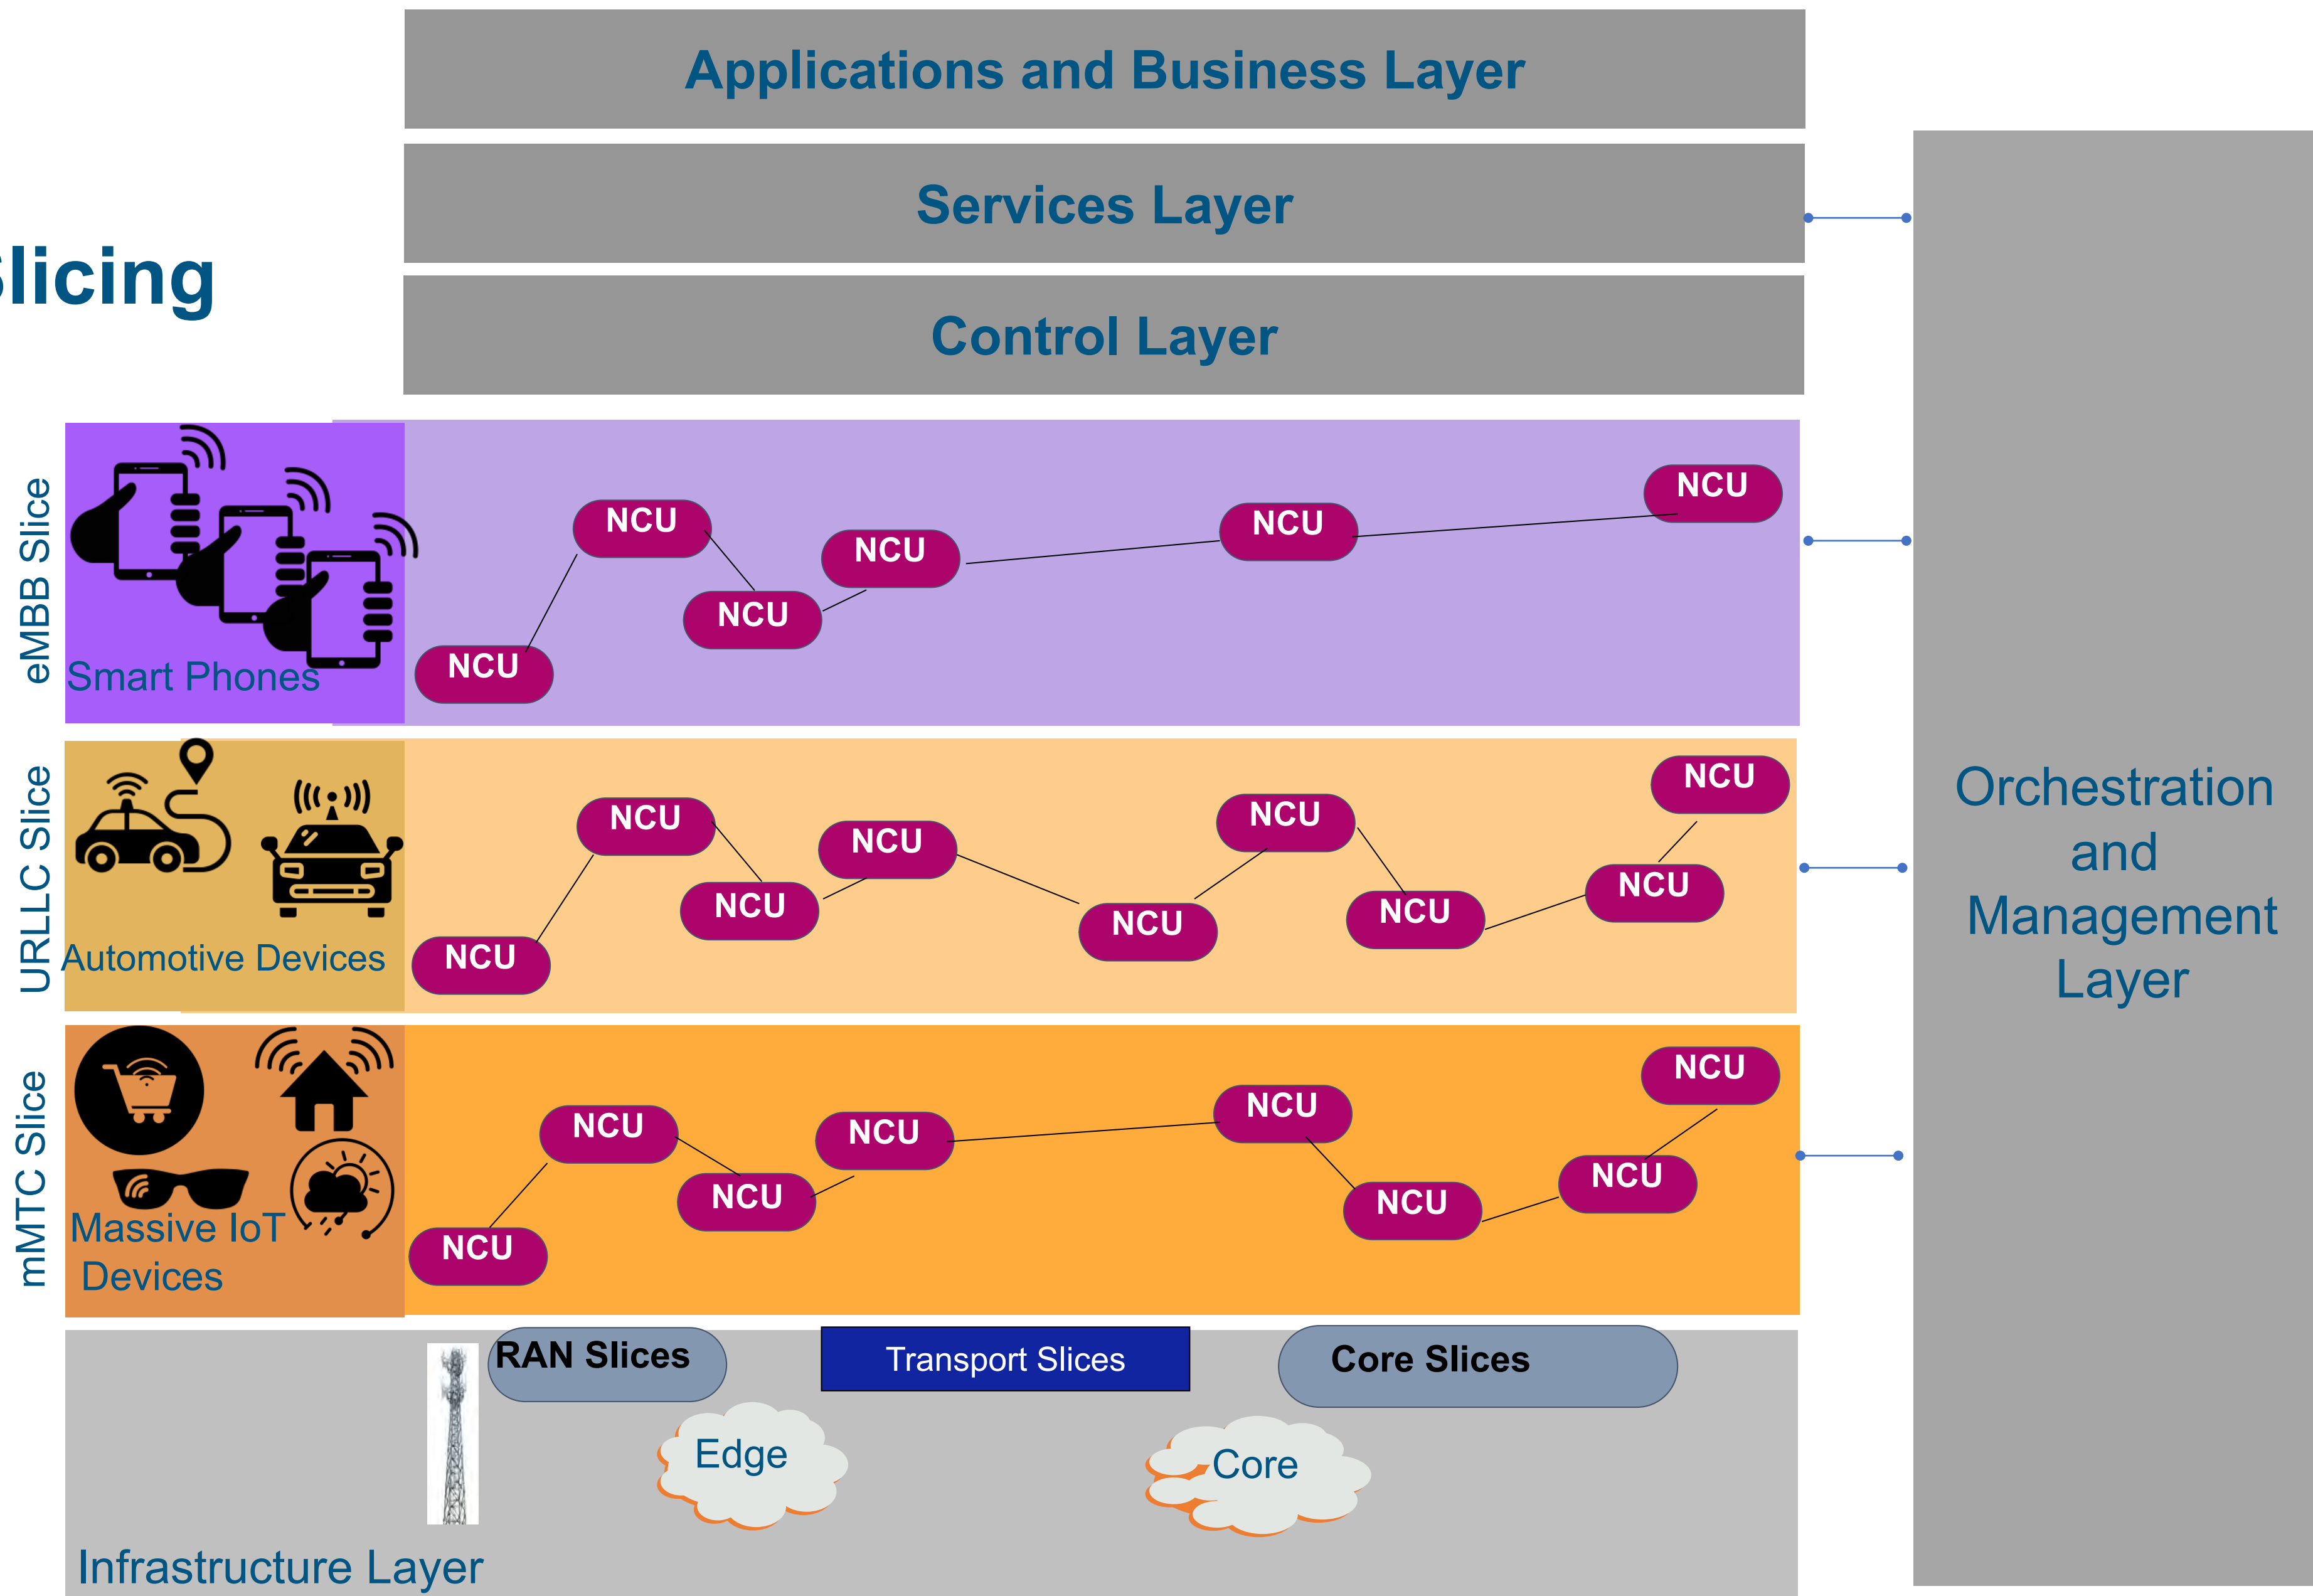 Applications and Business Layer
Services Layer
Slicing
Control Layer
eMBB Slice
Smart Phones
NCU
NCU
NCU
NCU
NCU
NCU
URLLC Slice
Automotive Devices
NCU
NCU
NCU
NCU
NCU
NCU
NCU
NCU
NCU
mMTC Slice
Massive IoT
Devices
NCU
NCU
NCU
NCU
NCU
NCU
NCU
NCU
Orchestration
and
Management
Layer
RAN Slices
Transport Slices
Core Slices
Edge
Core
Infrastructure Layer